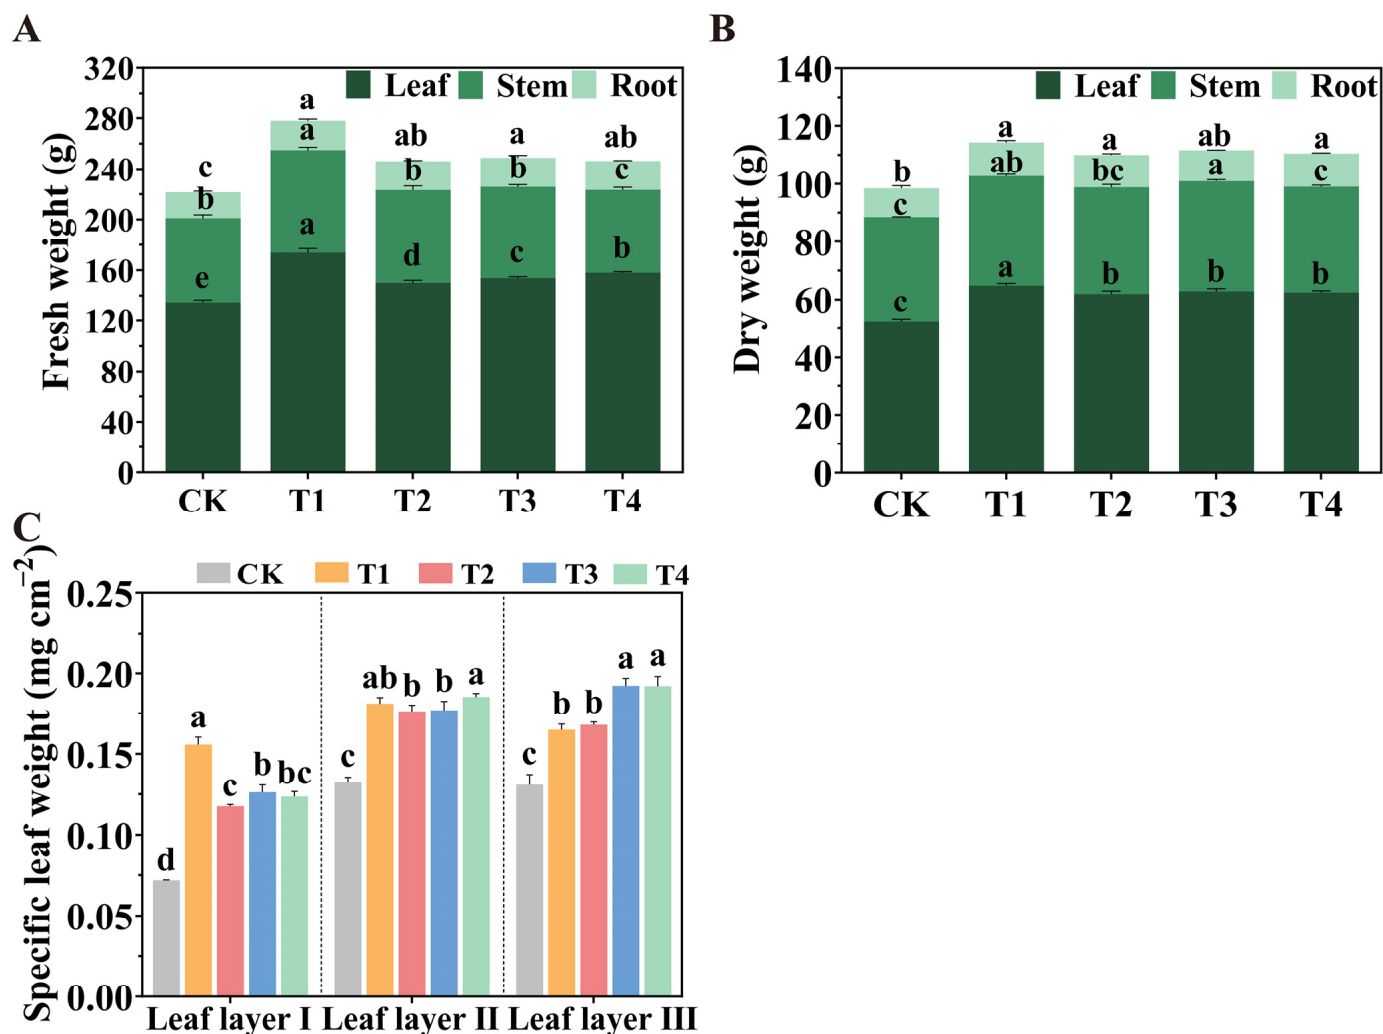 A
Fresh weight (g)
320
280
240
200
160
120
80
40
0
Leaf Stem Root
c a ab a ab
b a b b c
e a d c b
CK T1 T2 T3 T4
B
Dry weight (g)
140
120
100
80
60
40
20
0
Leaf Stem Root
b a a ab a
c ab bc a c
c a b b b
CK T1 T2 T3 T4
C
Specific leaf weight (mg cm⁻²)
CK T1 T2 T3 T4
0.25
0.20
0.15
0.10
0.05
0.00
d a c b bc
c ab b b a
c b b a a
Leaf layer I Leaf layer II Leaf layer III